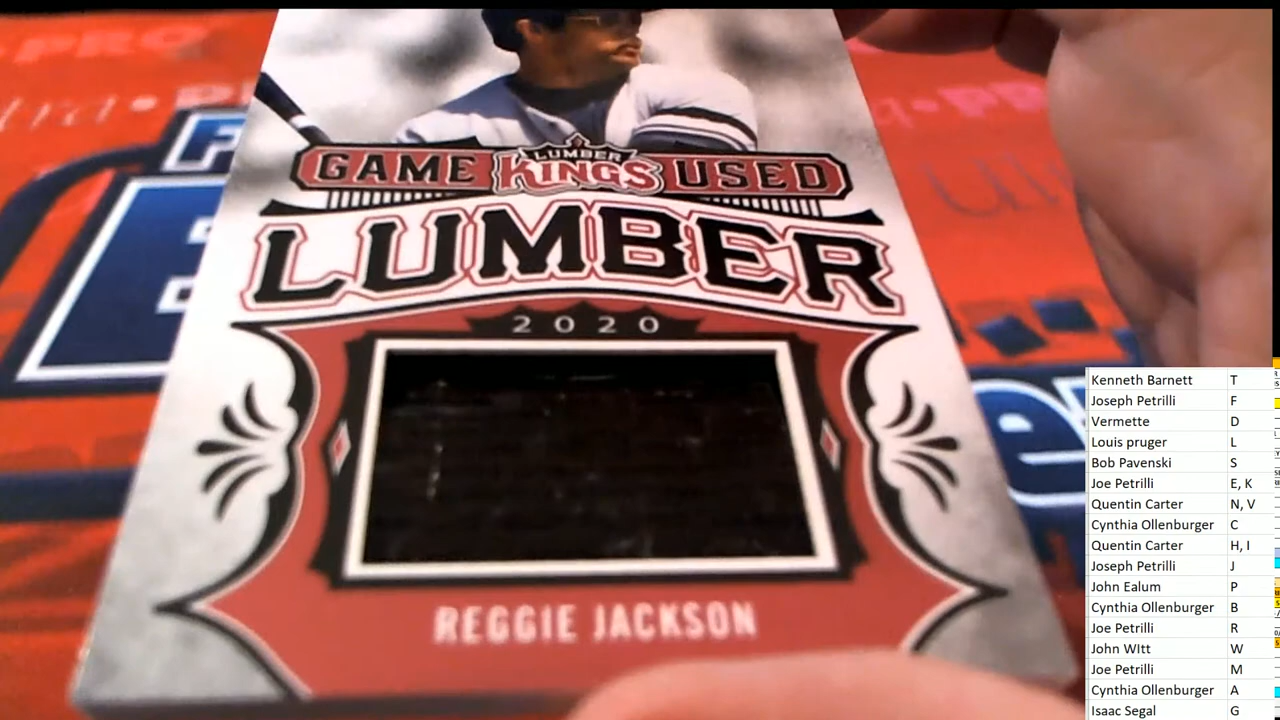 PRO
GAME LUMBER KINGS USED
LUMBER
2020
REGGIE JACKSON
Kenneth Barnett T
Joseph Petrilli F
Vermette D
Louis pruger L
Bob Pavenski S
Joe Petrilli E, K
Quentin Carter N, V
Cynthia Ollenburger C
Quentin Carter H, I
Joseph Petrilli J
John Ealum P
Cynthia Ollenburger B
Joe Petrilli R
John WItt W
Joe Petrilli M
Cynthia Ollenburger A
Isaac Segal G